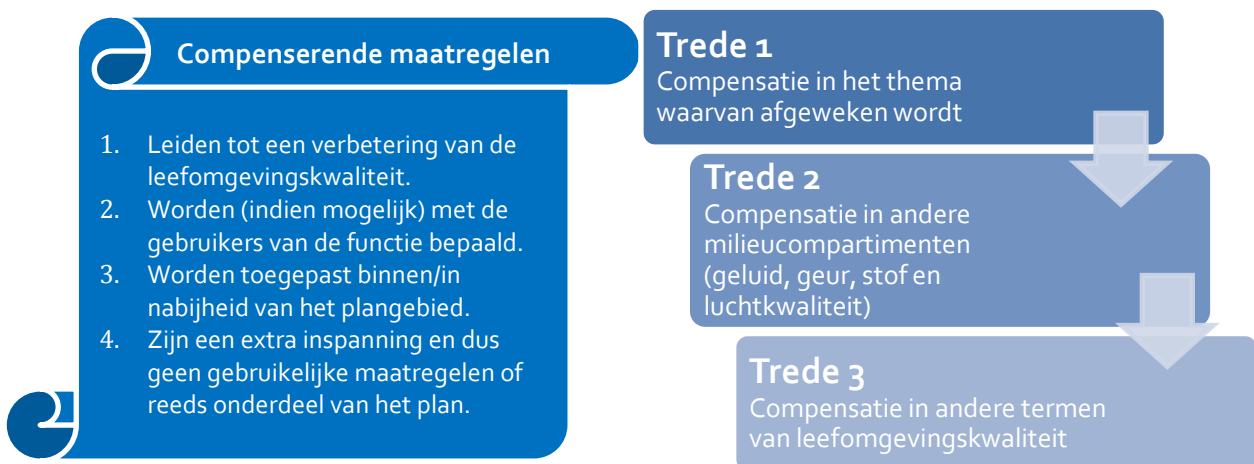 Compenserende maatregelen
1. Leiden tot een verbetering van de
leefomgevingskwaliteit.
2. Worden (indien mogelijk) met de
gebruikers van de functie bepaald.
3. Worden toegepast binnen/in
nabijheid van het plangebied.
4. Zijn een extra inspanning en dus
geen gebruikelijke maatregelen of
reeds onderdeel van het plan.
Trede 1
Compensatie in het thema
waarvan afgeweken wordt
Trede 2
Compensatie in andere
milieucompartimenten
(geluid, geur, stof en
luchtkwaliteit)
Trede 3
Compensatie in andere termen
van leefomgevingskwaliteit